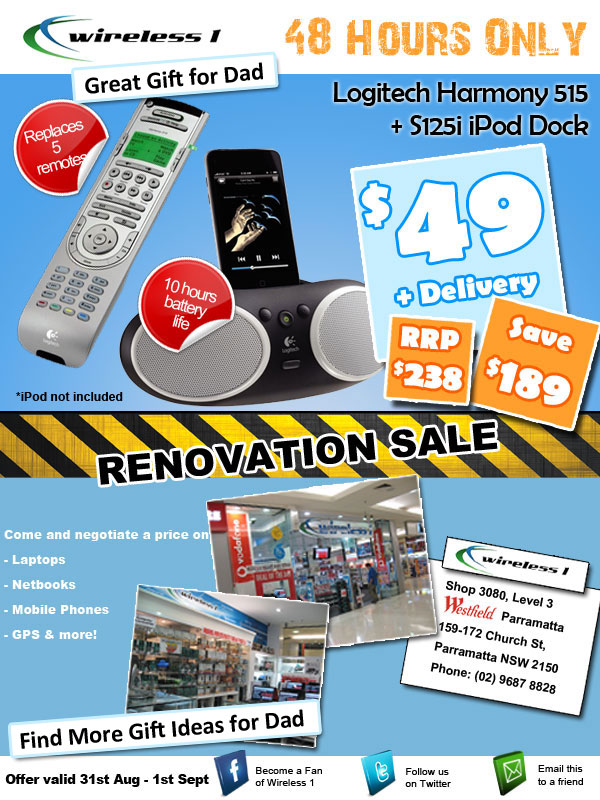 wireless 1
48 Hours Only
Great Gift for Dad
Logitech Harmony 515
+ S125i iPod Dock
Replaces
5
remotes
$49
+ Delivery
10 hours
battery
life
RRP
$238
Save
$189
Logitech
Logitech
*iPod not included
RENOVATION SALE
Come and negotiate a price on
- Laptops
- Netbooks
- Mobile Phones
- GPS & more!
vodafone
wireless 1
Shop 3080, Level 3
Westfield Parramatta
159-172 Church St,
Parramatta NSW 2150
Phone: (02) 9687 8828
Find More Gift Ideas for Dad
Offer valid 31st Aug - 1st Sept
Become a Fan
of Wireless 1
Follow us
on Twitter
Email this
to a friend